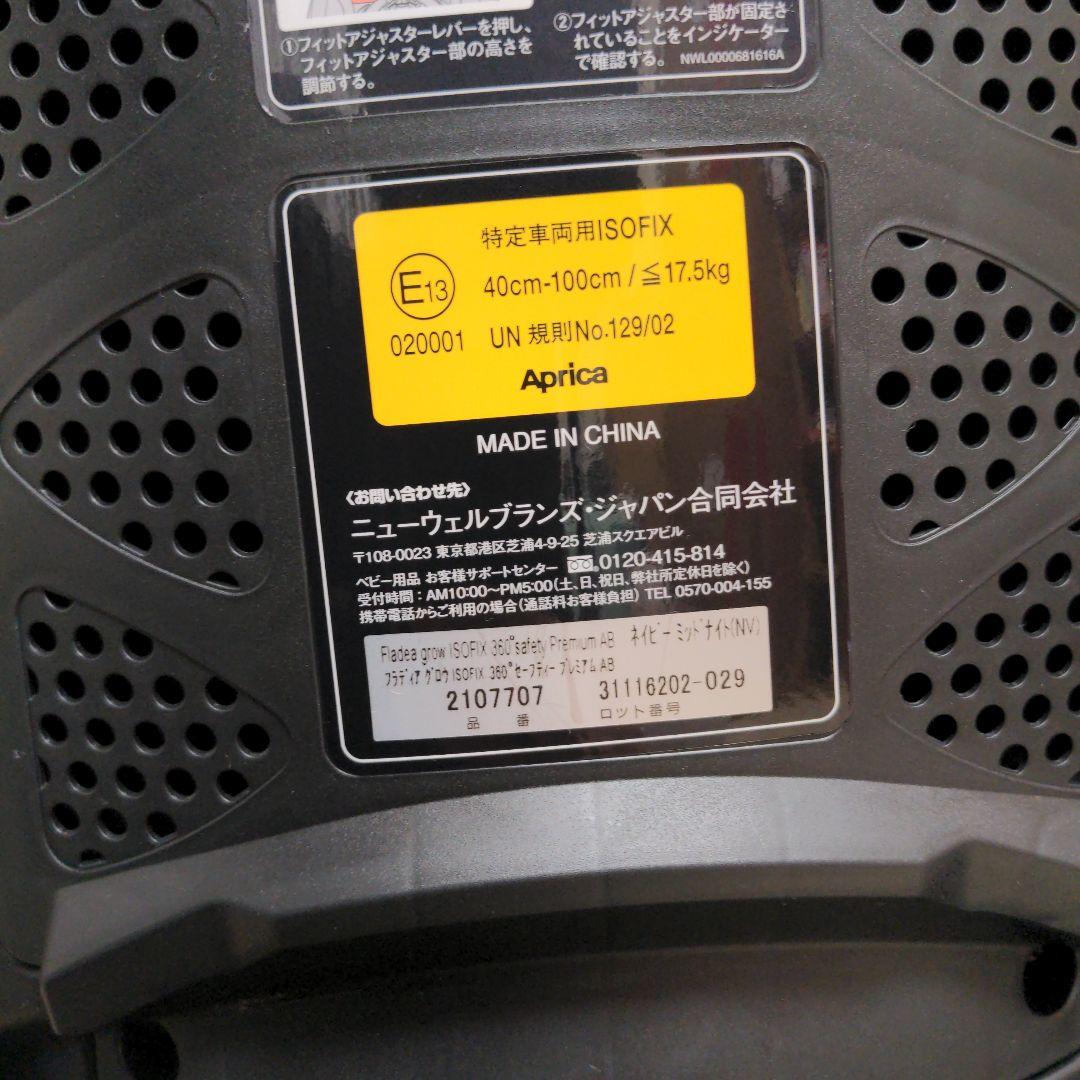 ①フィットアジャスターレバーを押し、
フィットアジャスター部の高さを
調節する。
②フィットアジャスター部が固定さ
れていることをインジケーター
で確認する。 NWL0000681616A
特定車両用ISOFIX
E13 40cm-100cm/≦17.5kg
020001 UN 規則No.129/02
Aprica
MADE IN CHINA
〈お問い合わせ先〉
ニューウェルブランズ・ジャパン合同会社
〒108-0023 東京都港区芝浦4-9-25 芝浦スクエアビル
ベビー用品 お客様サポートセンター 0120-415-814
受付時間：AM10:00〜PM5:00（土、日、祝日、弊社所定休日を除く）
携帯電話からご利用の場合（通話料お客様負担） TEL 0570-004-155
Fladea grow ISOFIX 360°safety Premium AB ネイビー ミッドナイト(NV)
フラディア グロウ ISOFIX 360°セーフティー プレミアム AB
2107707 31116202-029
品 番 ロット番号